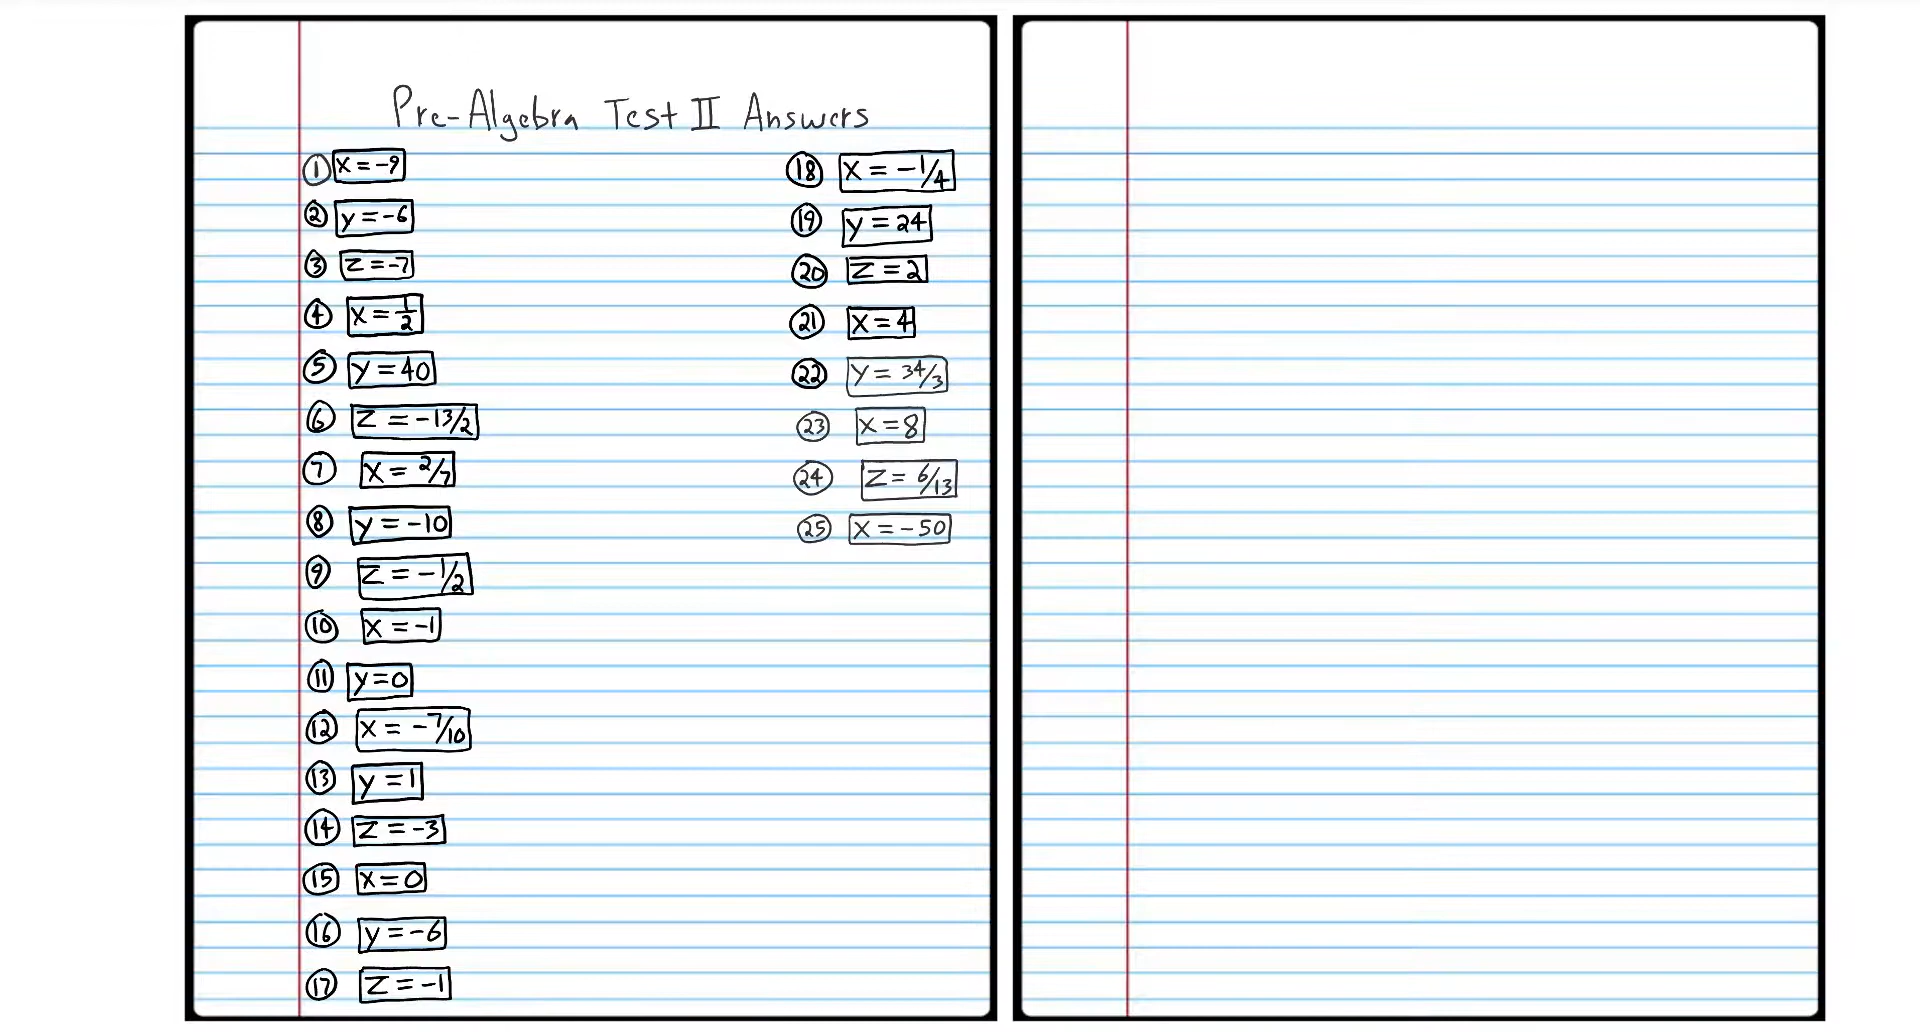 Pre-Algebra Test II Answers
① x = -9
② y = -6
③ z = -7
④ x = 1/2
⑤ y = 40
⑥ z = -13/2
⑦ x = 2/7
⑧ y = -10
⑨ z = -1/2
⑩ x = -1
⑪ y = 0
⑫ x = -7/10
⑬ y = 1
⑭ z = -3
⑮ x = 0
⑯ y = -6
⑰ z = -1
⑱ x = -1/4
⑲ y = 24
⑳ z = 2
㉑ x = 4
㉒ y = 34/3
㉓ x = 8
㉔ z = 6/13
㉕ x = -50